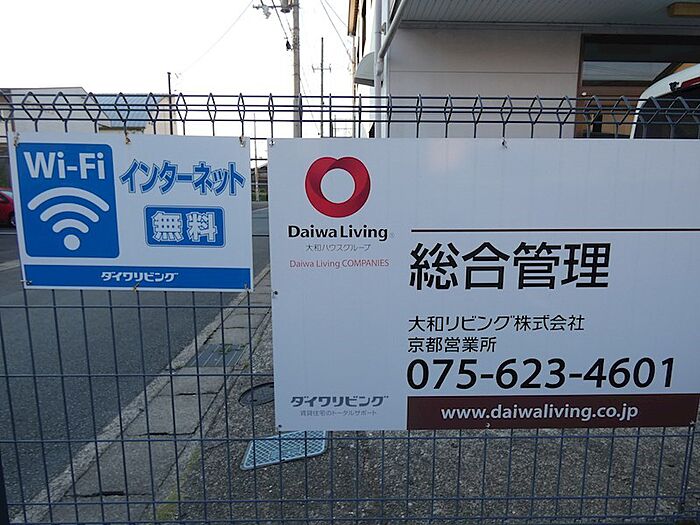 Wi-Fi
インターネット
無料
ダイワリビング
Daiwa Living®
大和ハウスグループ
Daiwa Living COMPANIES
総合管理
大和リビング株式会社
京都営業所
075-623-4601
ダイワリビング
賃貸住宅のトータルサポート
www.daiwaliving.co.jp